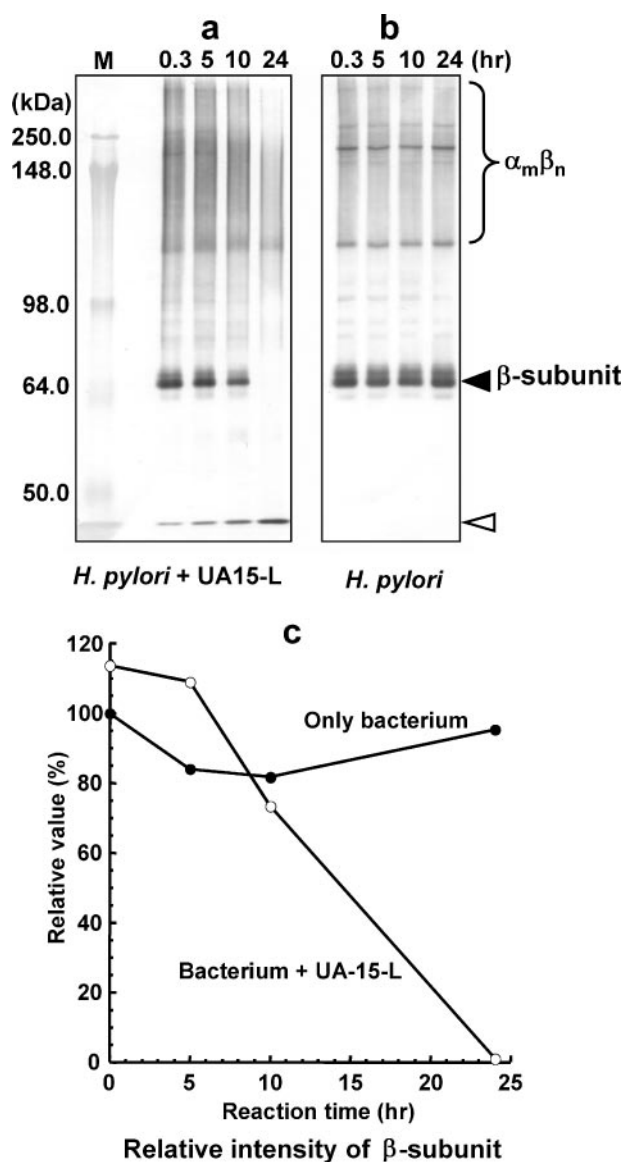 a b
M 0.3 5 10 24 0.3 5 10 24 (hr)
(kDa)
250.0
148.0
98.0
64.0
50.0
αmβn
β-subunit
H. pylori + UA15-L H. pylori
c
120
100
80
60
40
20
0
Relative value (%)
Only bacterium
Bacterium + UA-15-L
0 5 10 15 20 25
Reaction time (hr)
Relative intensity of β-subunit